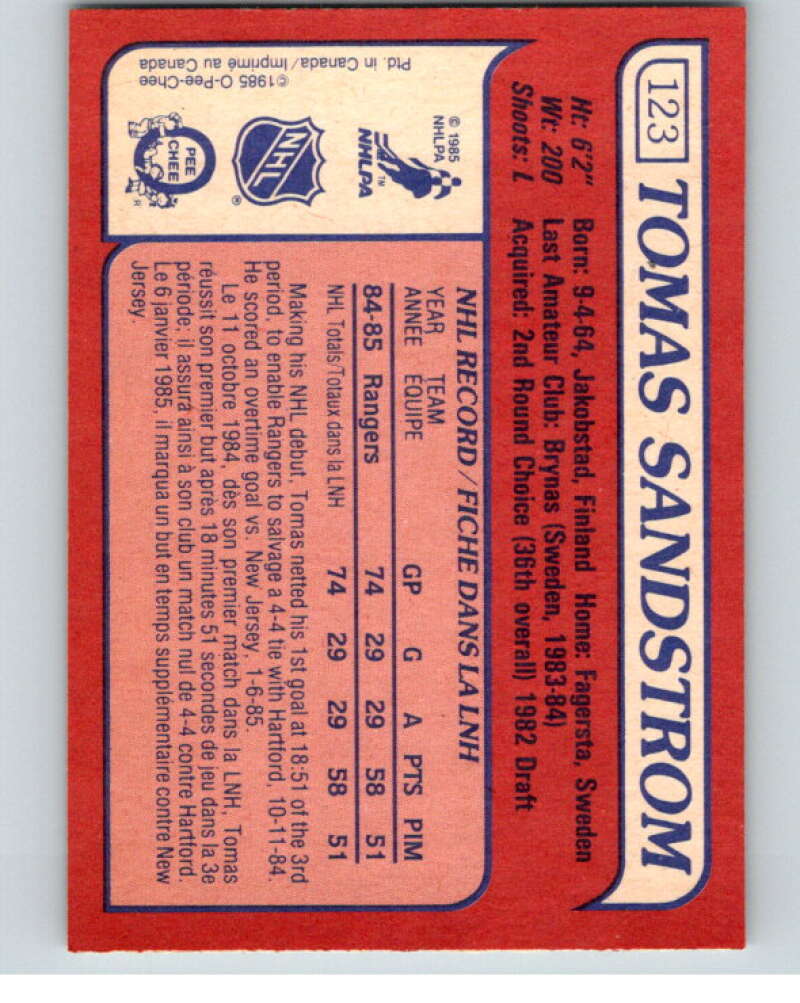 123 TOMAS SANDSTROM
Ht: 6'2" Born: 9-4-64, Jakobstad, Finland Home: Fagersta, Sweden
Wt: 200 Last Amateur Club: Brynas (Sweden, 1983-84)
Shoots: L Acquired: 2nd Round Choice (36th overall) 1982 Draft
© 1985
NHLPA
NHLPA TM
NHL ®
PEE
CHEE
R
©1985 O-Pee-Chee
Ptd. in Canada/Imprimé au Canada
NHL RECORD/FICHE DANS LA LNH
YEAR TEAM
ANNÉE ÉQUIPE GP G A PTS PIM
84-85 Rangers 74 29 29 58 51
NHL Totals/Totaux dans la LNH 74 29 29 58 51
Making his NHL debut, Tomas netted his 1st goal at 18:51 of the 3rd
period, to enable Rangers to salvage a 4-4 tie with Hartford, 10-11-84.
He scored an overtime goal vs. New Jersey, 1-6-85.
Le 11 octobre 1984, dès son premier match dans la LNH, Tomas
réussit son premier but après 18 minutes 51 secondes de jeu dans la 3e
période; il assura ainsi à son club un match nul de 4-4 contre Hartford.
Le 6 janvier 1985, il marqua un but en temps supplémentaire contre New
Jersey.